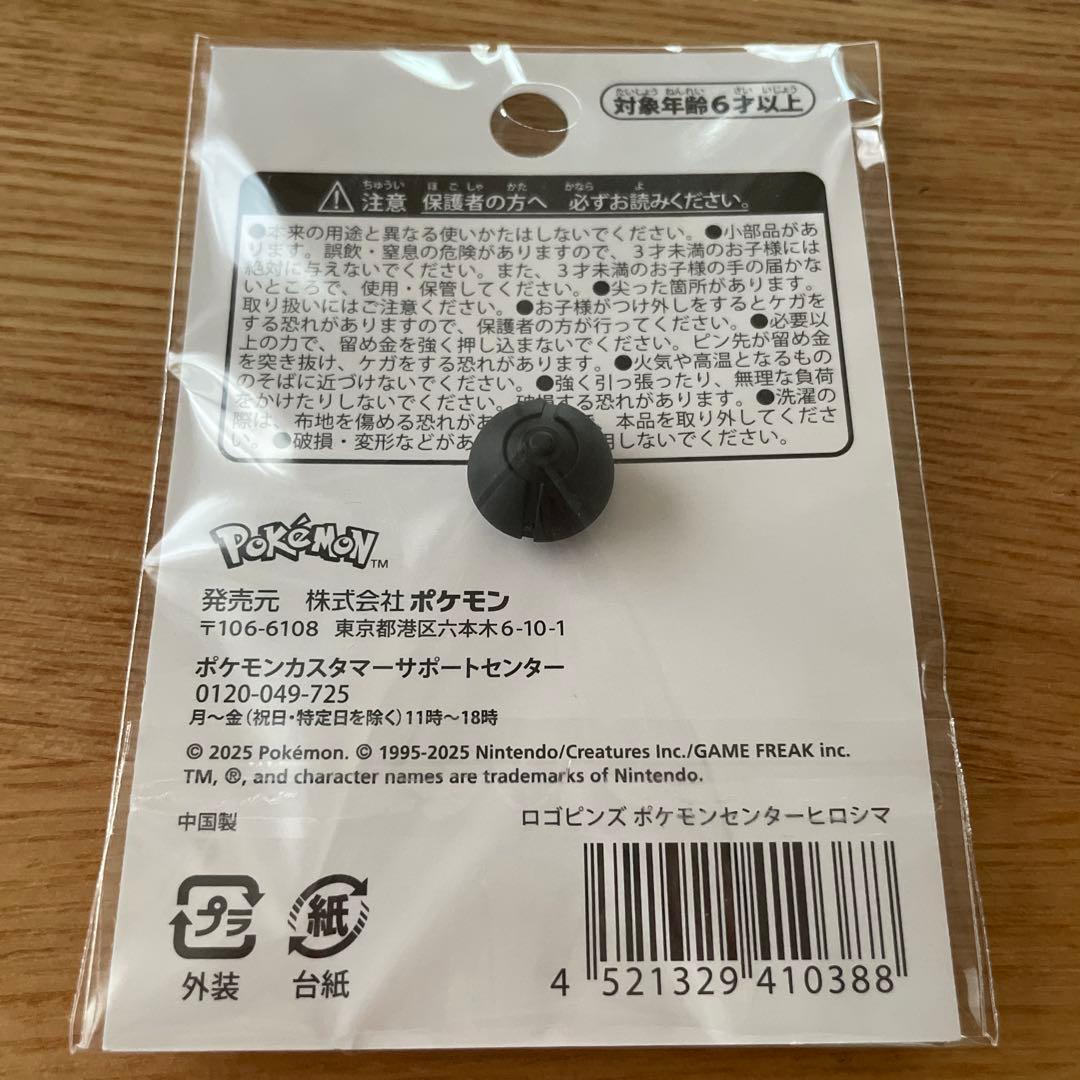 たいしょう ねんれい さい いじょう
対象年齢6才以上
ちゅうい ほごしゃ かた かなら よ
注意 保護者の方へ 必ずお読みください。
●本来の用途と異なる使いかたはしないでください。●小部品があ
ります。誤飲・窒息の危険がありますので、3才未満のお子様には
絶対に与えないでください。また、3才未満のお子様の手の届かな
いところで、使用・保管してください。●尖った箇所があります。
取り扱いにはご注意ください。●お子様がつけ外しをするとケガを
する恐れがありますので、保護者の方が行ってください。●必要以
上の力で、留め金を強く押し込まないでください。ピン先が留め金
を突き抜け、ケガをする恐れがあります。●火気や高温となるもの
のそばに近づけないでください。●強く引っ張ったり、無理な負荷
をかけたりしないでください。破損する恐れがあります。●洗濯の
際は、布地を傷める恐れがあ 、本品を取り外してくださ
い。●破損・変形などがあ 用しないでください。
POKéMON™
発売元 株式会社ポケモン
〒106-6108 東京都港区六本木6-10-1
ポケモンカスタマーサポートセンター
0120-049-725
月～金(祝日・特定日を除く)11時～18時
© 2025 Pokémon. © 1995-2025 Nintendo/Creatures Inc./GAME FREAK inc.
TM, ®, and character names are trademarks of Nintendo.
中国製
ロゴピンズ ポケモンセンターヒロシマ
プラ
外装
紙
台紙
4 521329 410388